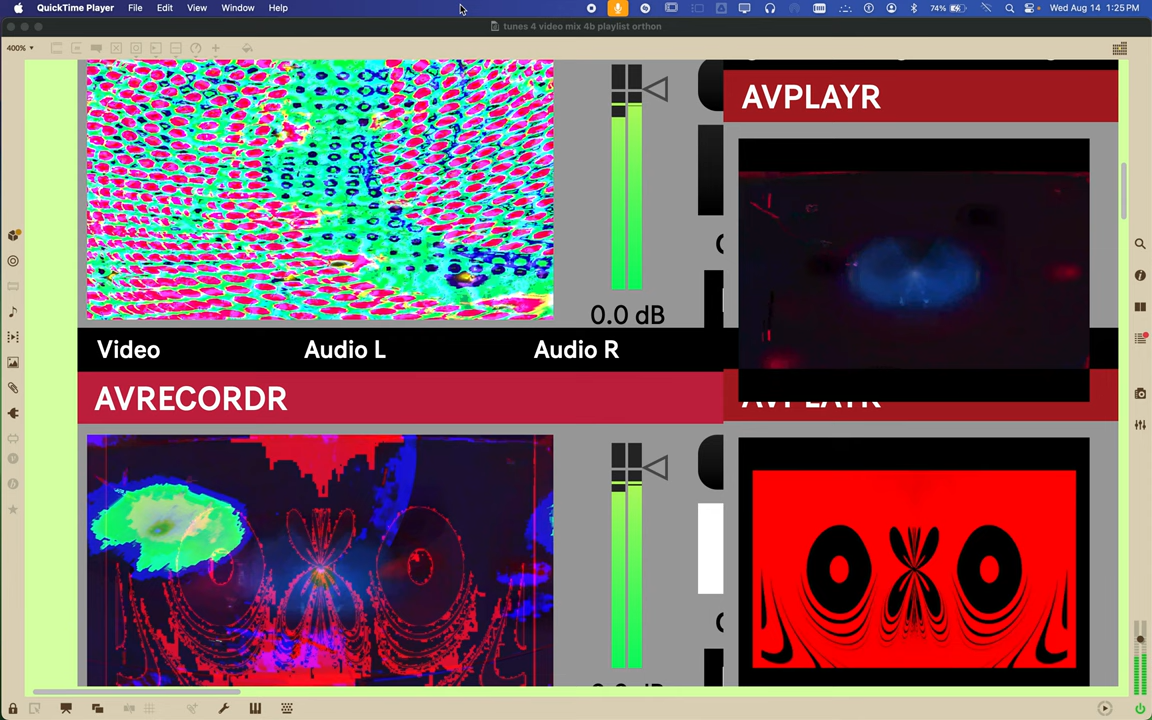 QuickTime Player File Edit View Window Help 74% Wed Aug 14 1:25 PM
tunes 4 video mix 4b playlist orthon
400%
AVPLAYR
0.0 dB
Video Audio L Audio R
AVRECORDR
AVPLAYR